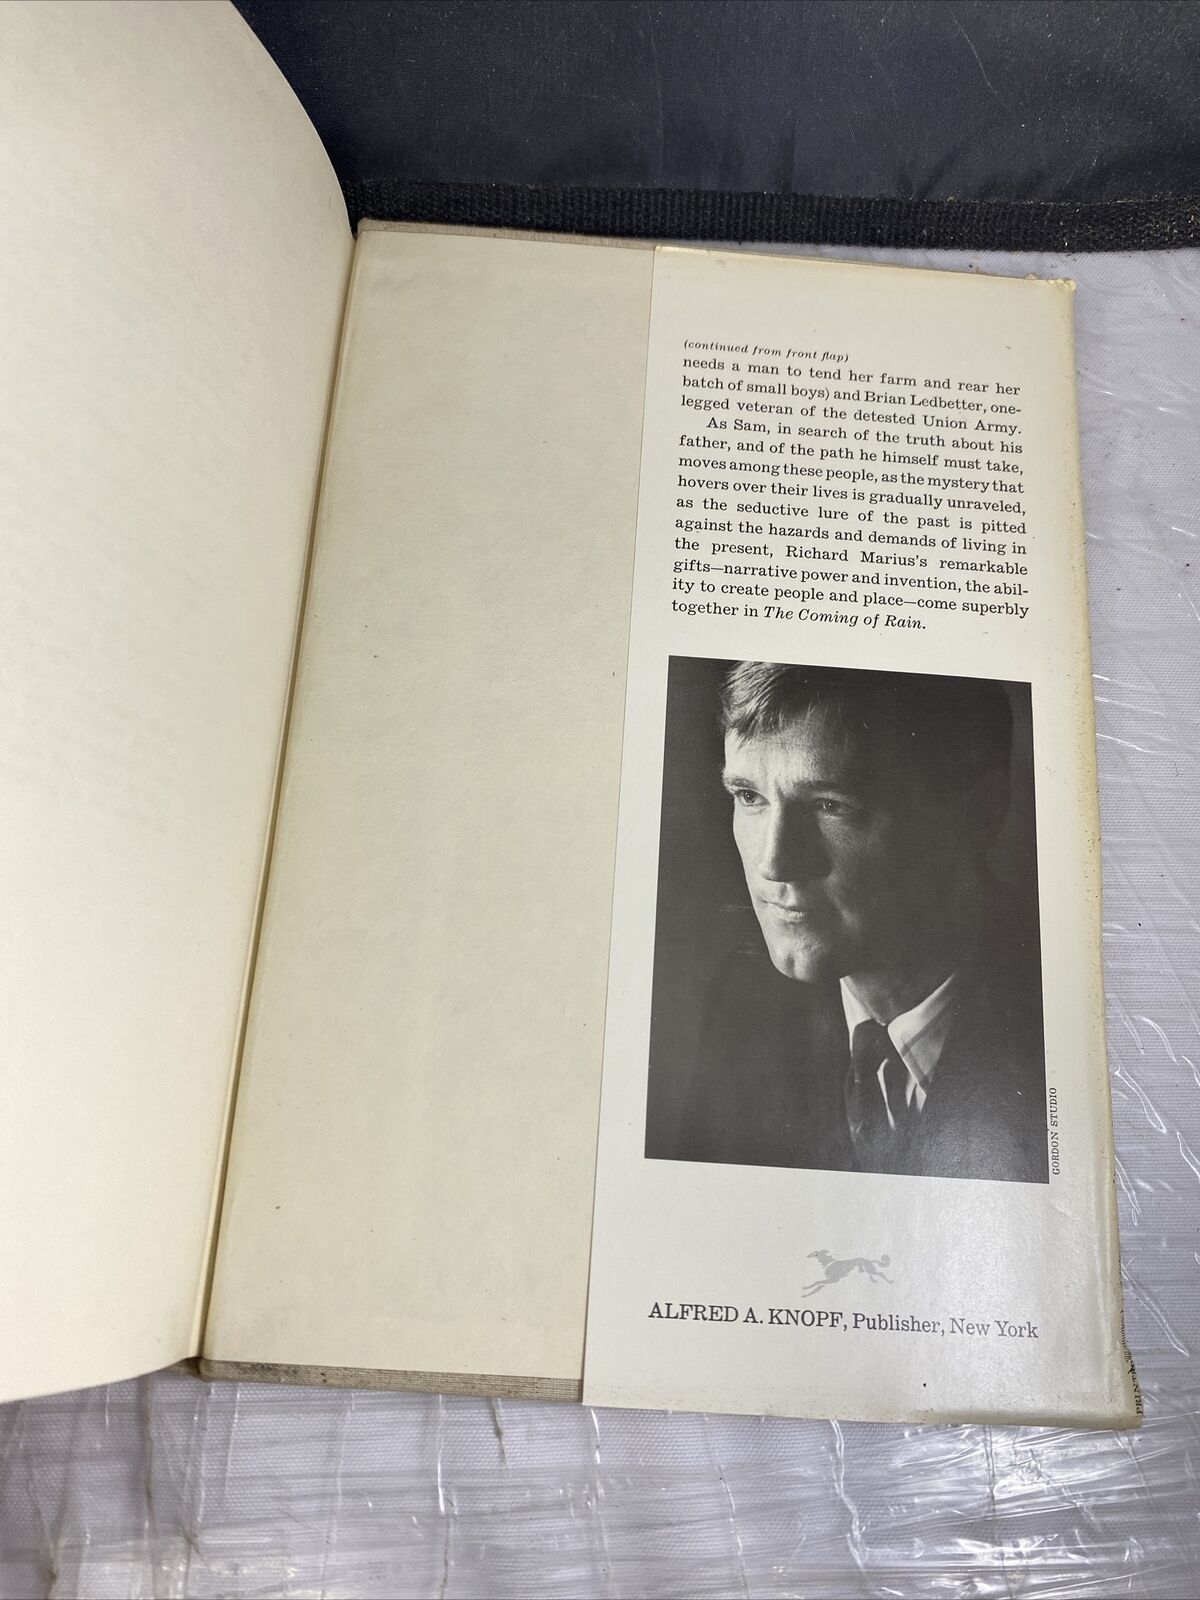 (continued from front flap)
needs a man to tend her farm and rear her
batch of small boys) and Brian Ledbetter, one-
legged veteran of the detested Union Army.
As Sam, in search of the truth about his
father, and of the path he himself must take,
moves among these people, as the mystery that
hovers over their lives is gradually unraveled,
as the seductive lure of the past is pitted
against the hazards and demands of living in
the present, Richard Marius's remarkable
gifts—narrative power and invention, the abil-
ity to create people and place—come superbly
together in The Coming of Rain.
GORDON STUDIO
ALFRED A. KNOPF, Publisher, New York